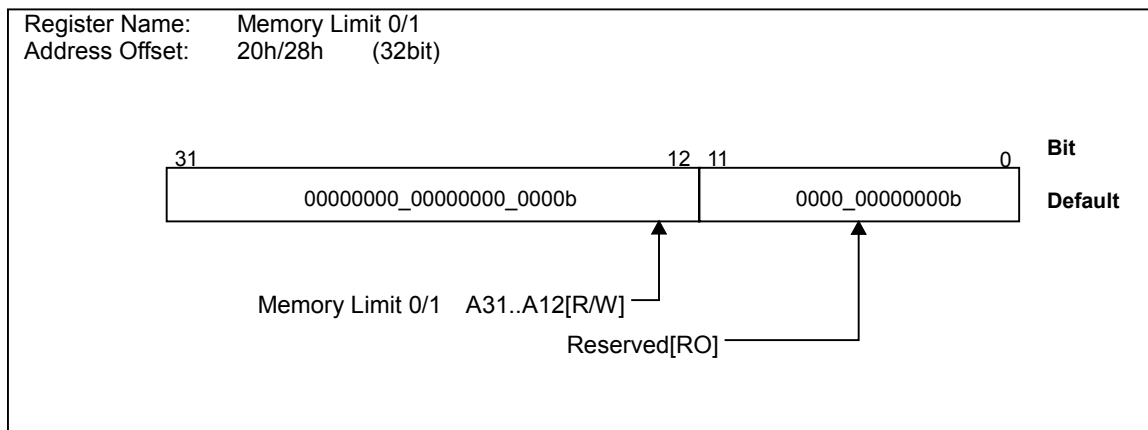 Register Name: Memory Limit 0/1
Address Offset: 20h/28h (32bit)
31 12 11 0 Bit
00000000_00000000_0000b 0000_00000000b Default
Memory Limit 0/1 A31..A12[R/W]
Reserved[RO]